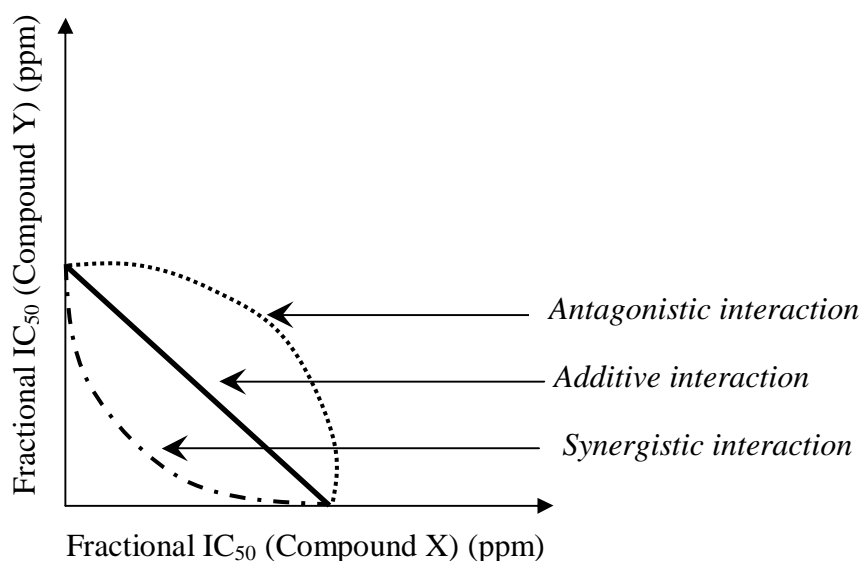 Fractional IC₅₀ (Compound Y) (ppm)
Antagonistic interaction
Additive interaction
Synergistic interaction
Fractional IC₅₀ (Compound X) (ppm)